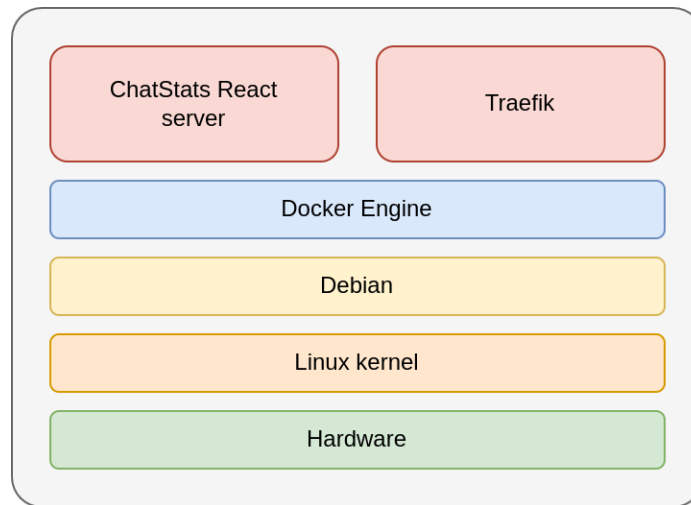 ChatStats React
server
Traefik
Docker Engine
Debian
Linux kernel
Hardware